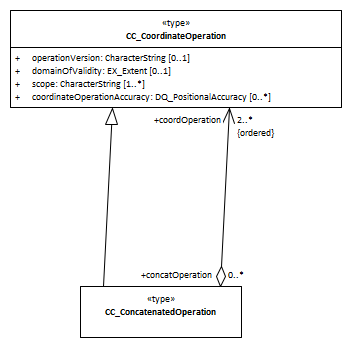 «type»
CC_CoordinateOperation
+ operationVersion: CharacterString [0..1]
+ domainOfValidity: EX_Extent [0..1]
+ scope: CharacterString [1..*]
+ coordinateOperationAccuracy: DQ_PositionalAccuracy [0..*]
+coordOperation 2..*
{ordered}
+concatOperation 0..*
«type»
CC_ConcatenatedOperation